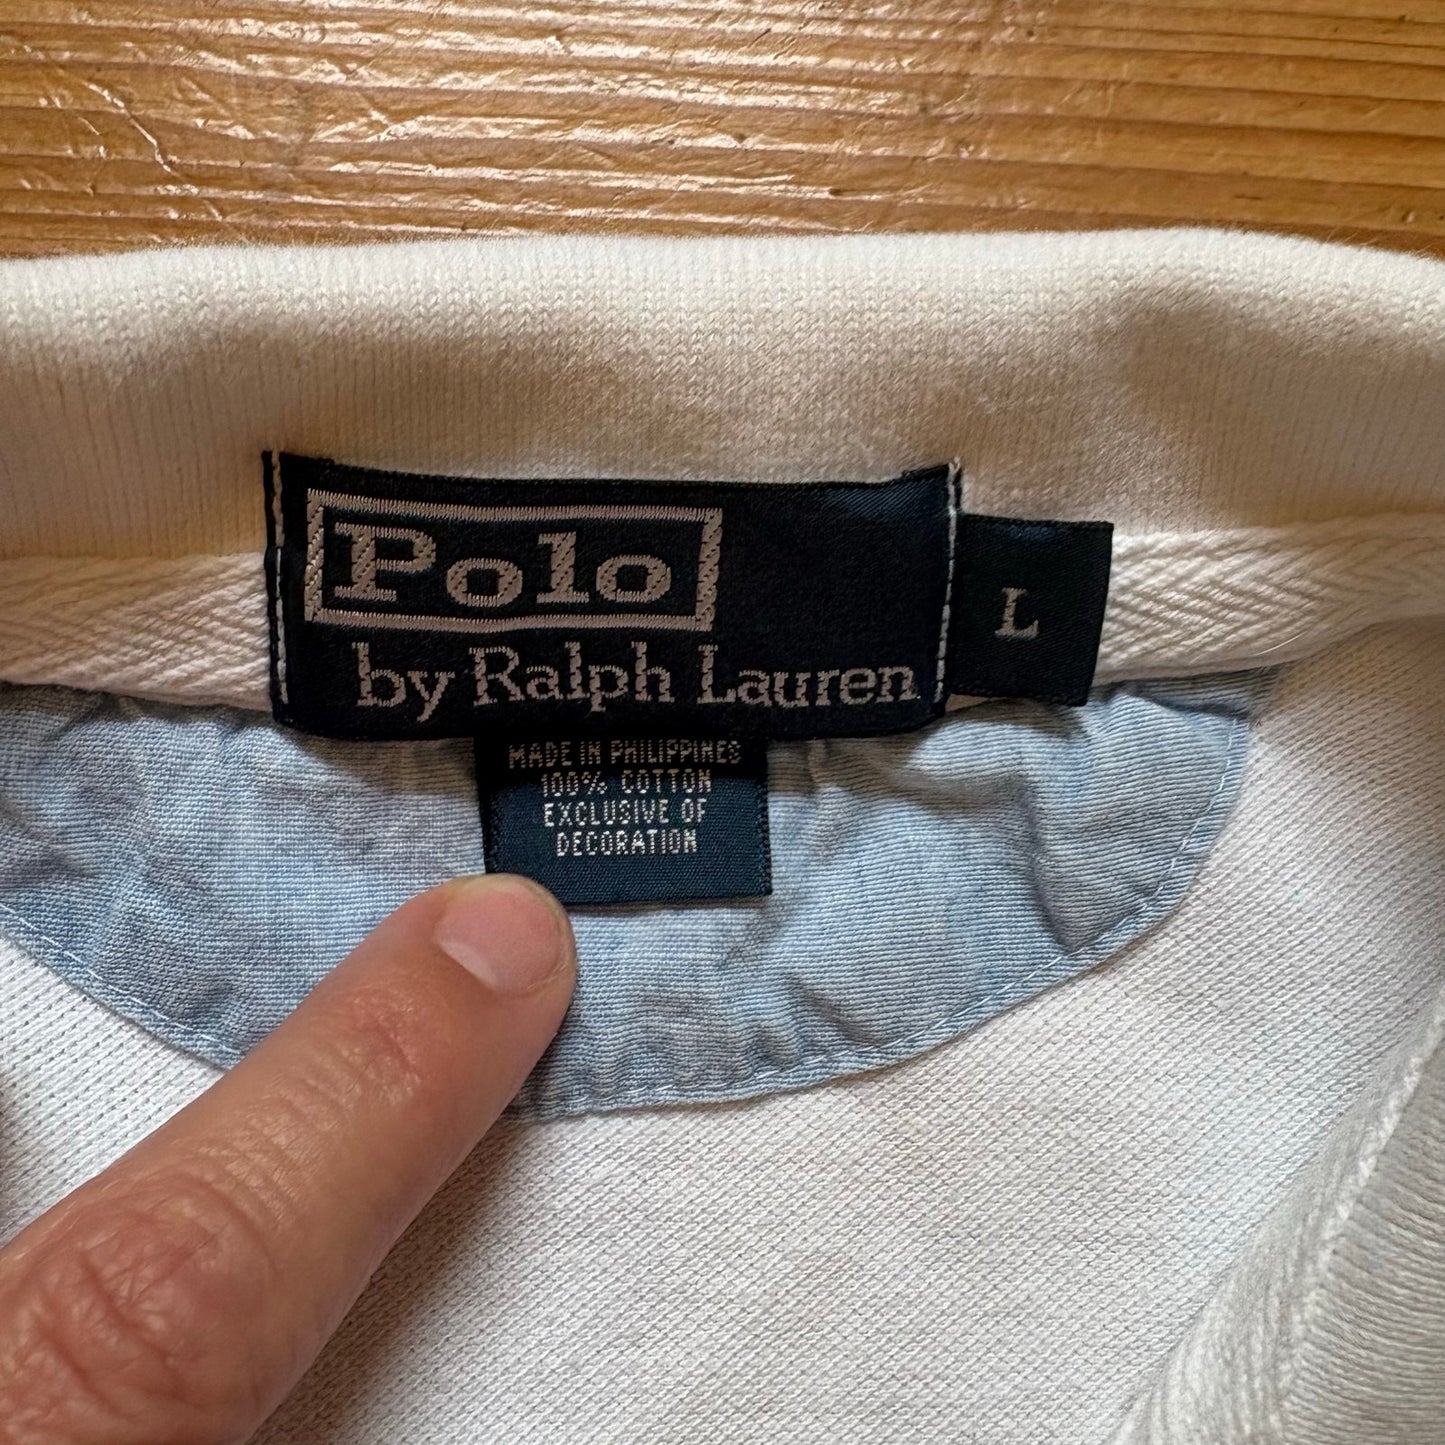 Polo
by Ralph Lauren
L
MADE IN PHILIPPINES
100% COTTON
EXCLUSIVE OF
DECORATION